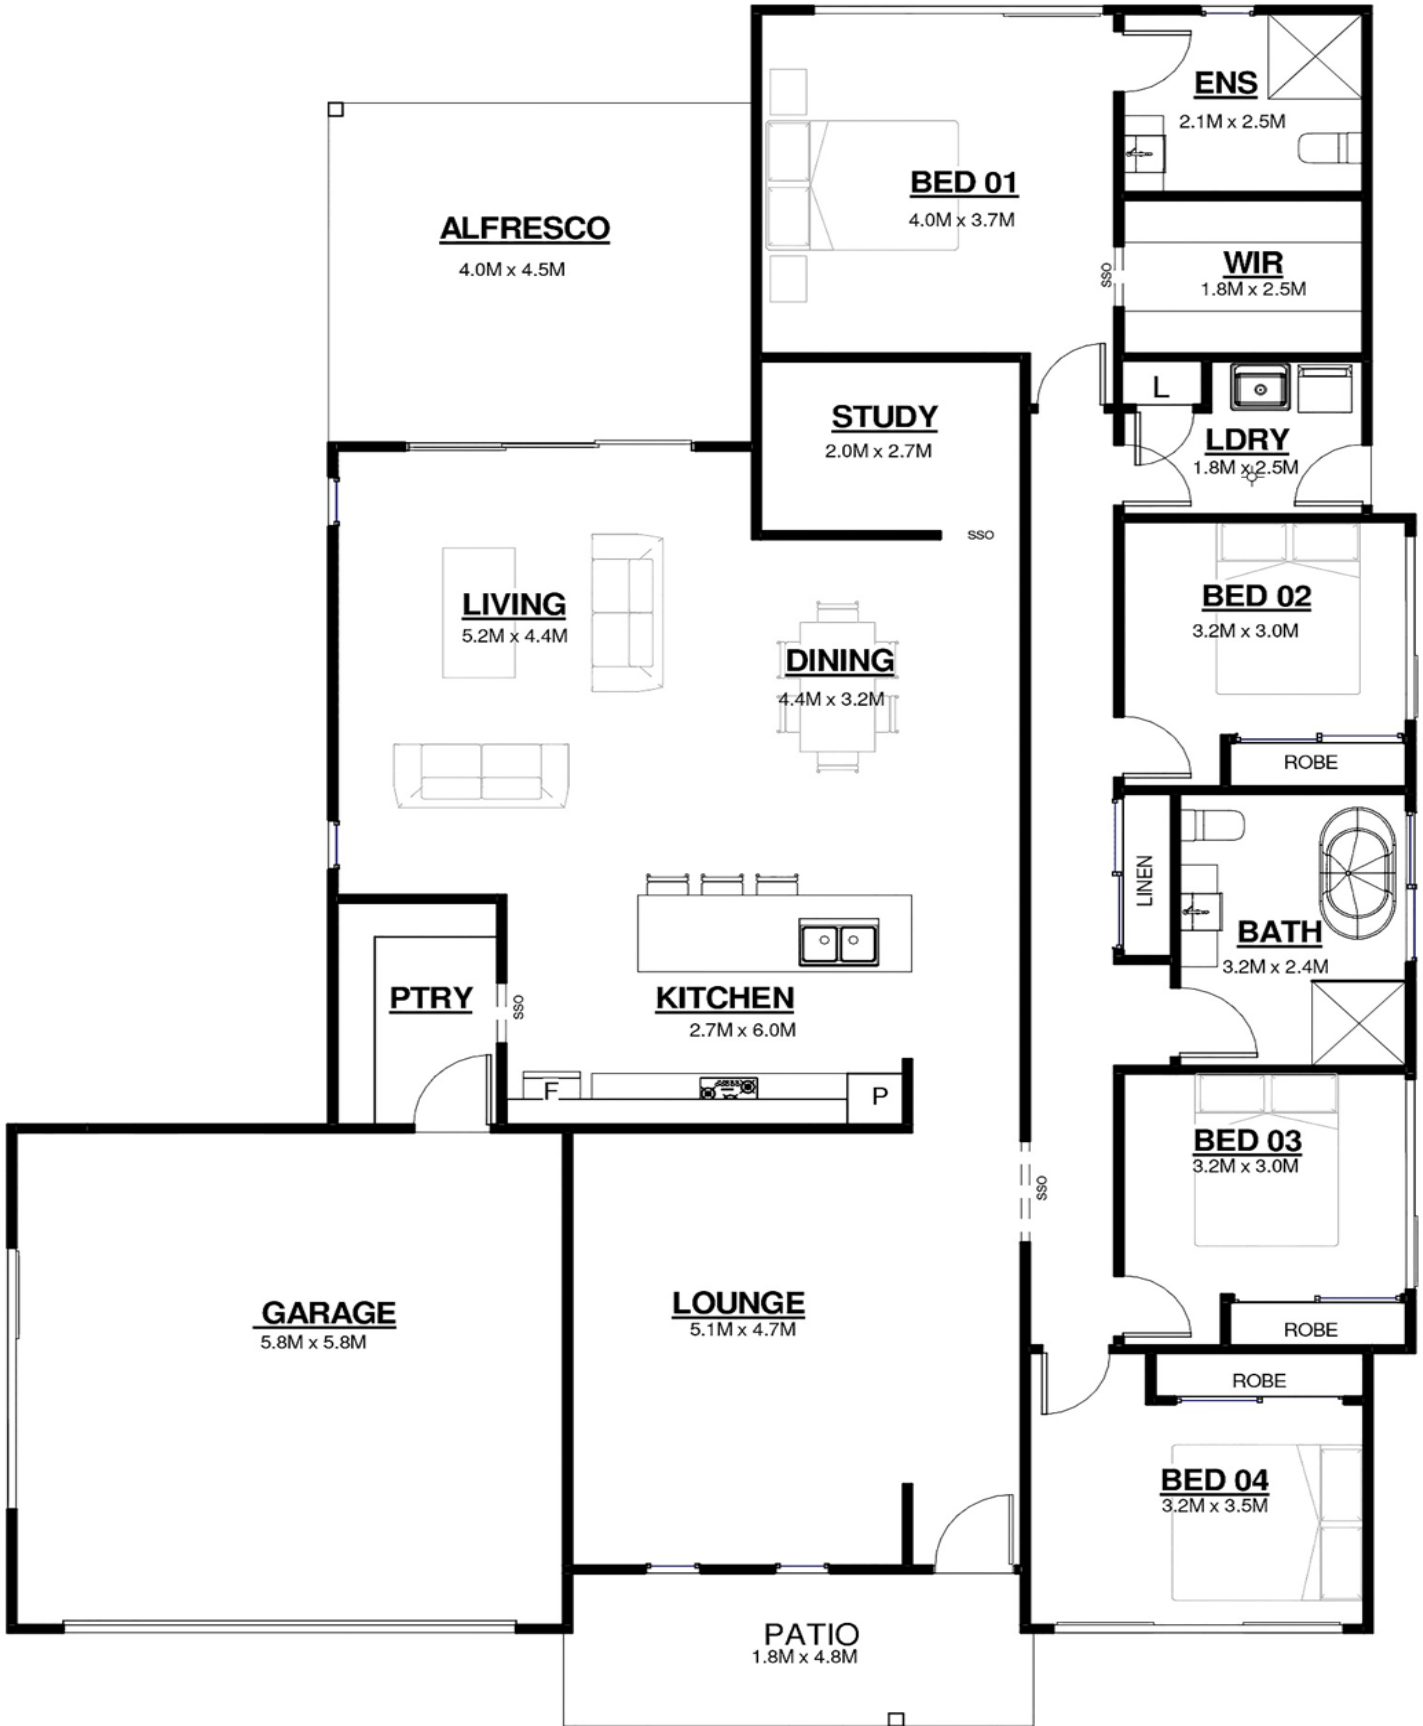 ENS
2.1M x 2.5M
BED 01
4.0M x 3.7M
ALFRESCO
4.0M x 4.5M
WIR
1.8M x 2.5M
SSO
L
STUDY
2.0M x 2.7M
LDRY
1.8M x 2.5M
SSO
LIVING
5.2M x 4.4M
BED 02
3.2M x 3.0M
DINING
4.4M x 3.2M
ROBE
LINEN
BATH
3.2M x 2.4M
PTRY
SSO
KITCHEN
2.7M x 6.0M
F
P
BED 03
3.2M x 3.0M
SSO
LOUNGE
5.1M x 4.7M
GARAGE
5.8M x 5.8M
ROBE
ROBE
BED 04
3.2M x 3.5M
PATIO
1.8M x 4.8M